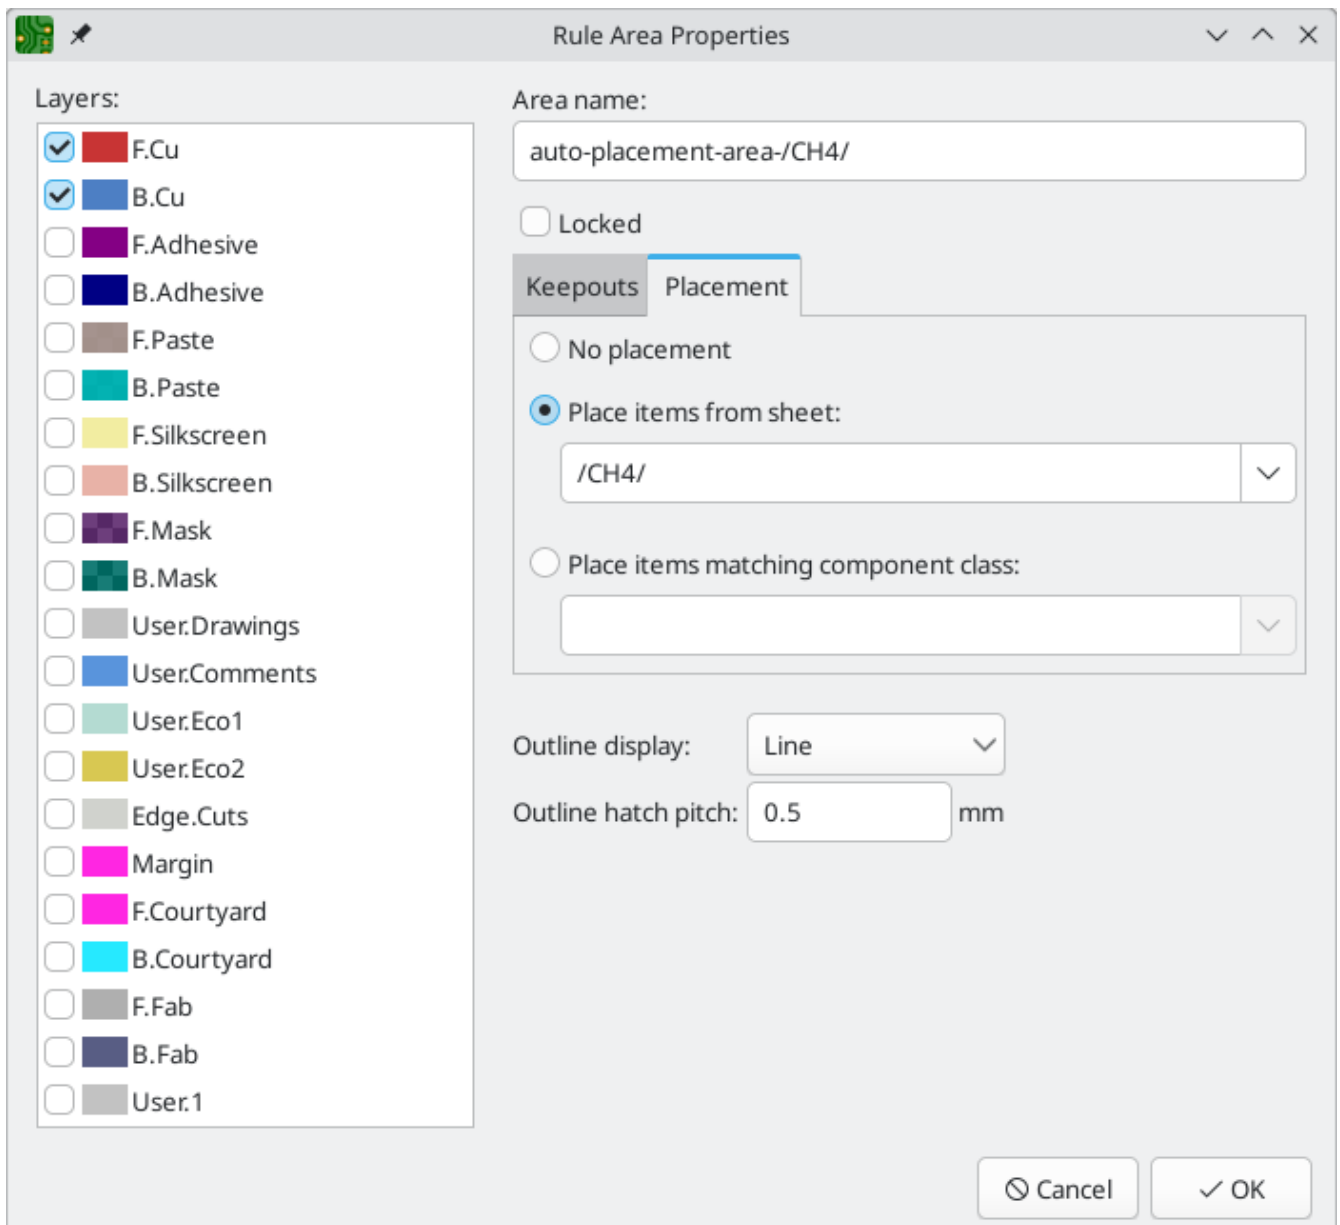 Rule Area Properties
Layers:
F.Cu
B.Cu
F.Adhesive
B.Adhesive
F.Paste
B.Paste
F.Silkscreen
B.Silkscreen
F.Mask
B.Mask
User.Drawings
User.Comments
User.Eco1
User.Eco2
Edge.Cuts
Margin
F.Courtyard
B.Courtyard
F.Fab
B.Fab
User.1
Area name:
auto-placement-area-/CH4/
Locked
Keepouts Placement
No placement
Place items from sheet:
/CH4/
Place items matching component class:
Outline display: Line
Outline hatch pitch: 0.5 mm
Cancel OK